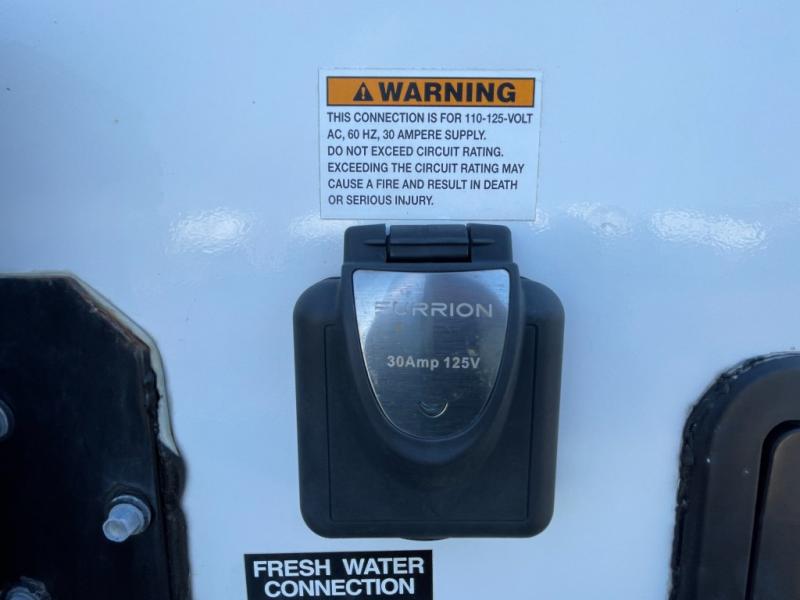 WARNING
THIS CONNECTION IS FOR 110-125-VOLT
AC, 60 HZ, 30 AMPERE SUPPLY.
DO NOT EXCEED CIRCUIT RATING.
EXCEEDING THE CIRCUIT RATING MAY
CAUSE A FIRE AND RESULT IN DEATH
OR SERIOUS INJURY.
FURRION
30Amp 125V
FRESH WATER
CONNECTION